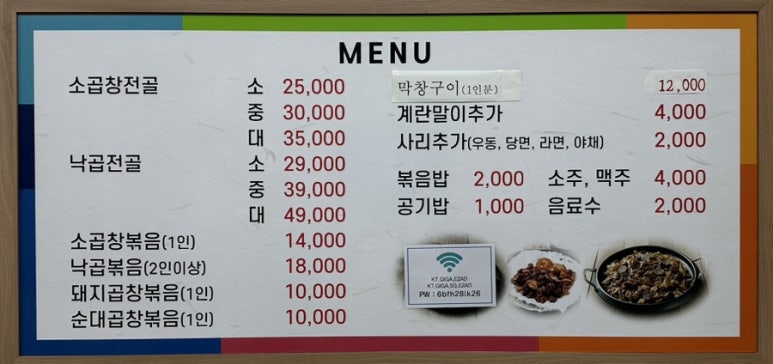 MENU
소곱창전골 소 25,000
중 30,000
대 35,000
낙곱전골 소 29,000
중 39,000
대 49,000
소곱창볶음(1인) 14,000
낙곱볶음(2인이상) 18,000
돼지곱창볶음(1인) 10,000
순대곱창볶음(1인) 10,000
막창구이(1인분) 12,000
계란말이추가 4,000
사리추가(우동, 당면, 라면, 야채) 2,000
볶음밥 2,000 소주, 맥주 4,000
공기밥 1,000 음료수 2,000
KT_GIGA_E2AD
KT_GIGA_5G_E2AD
PW : 6bfh28ik26